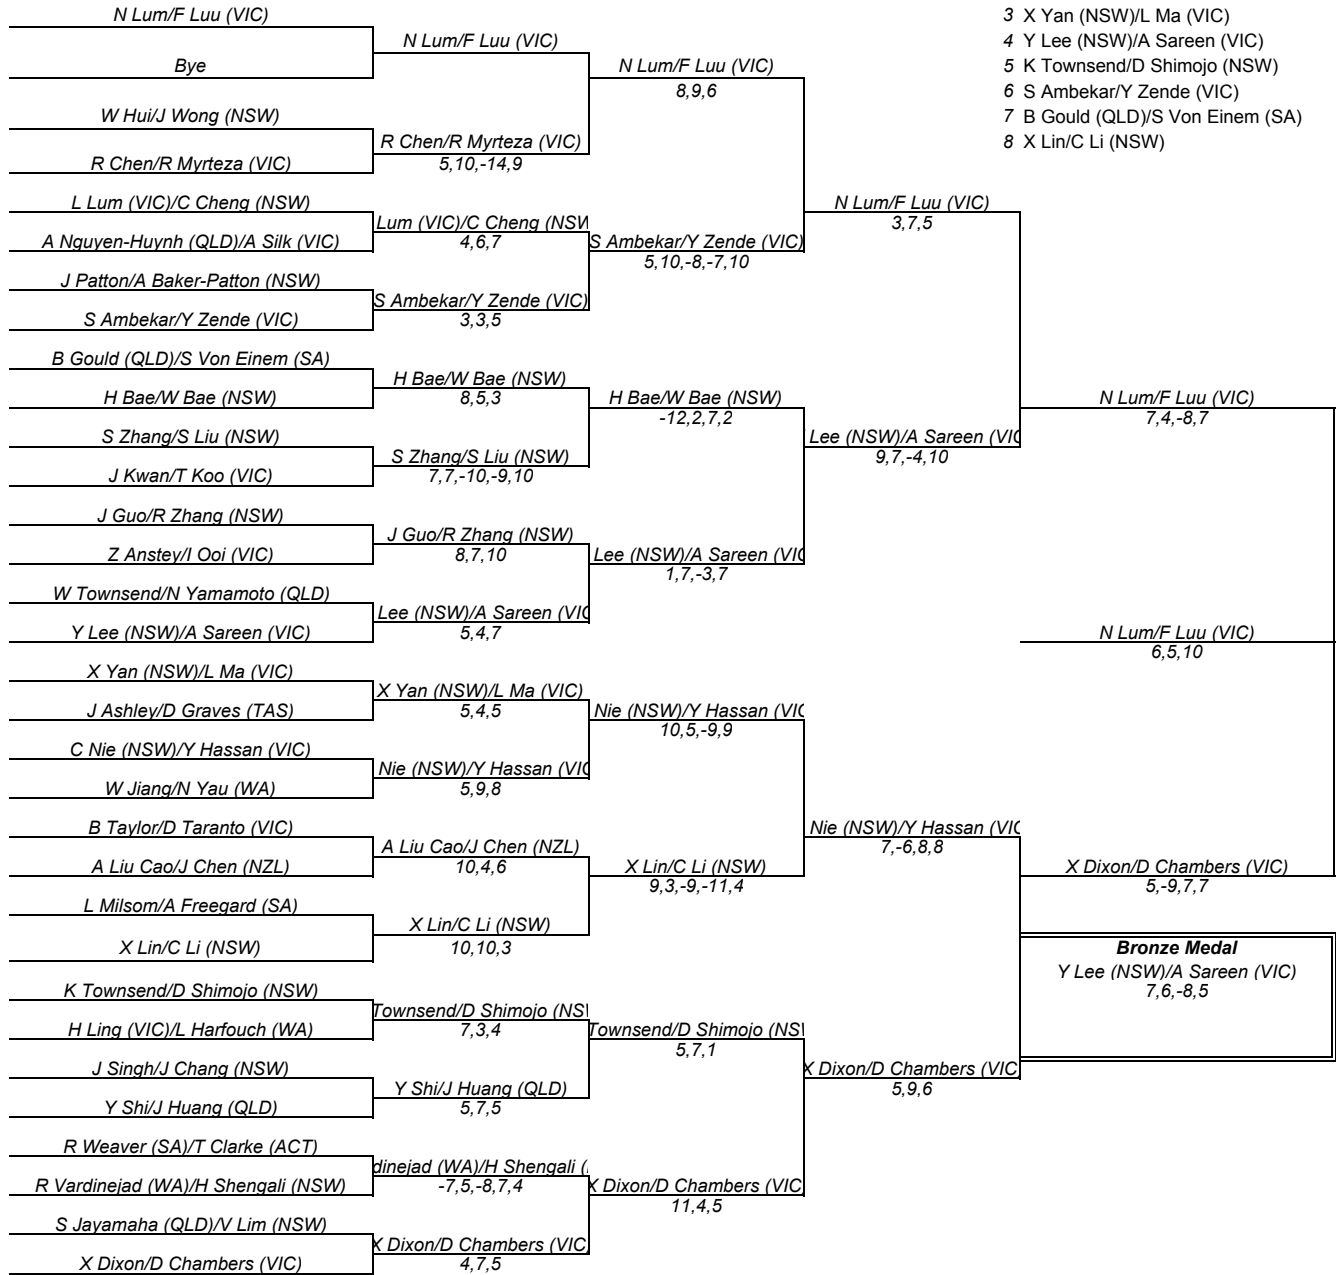 N Lum/F Luu (VIC)
Bye
W Hui/J Wong (NSW)
R Chen/R Myrteza (VIC)
L Lum (VIC)/C Cheng (NSW)
A Nguyen-Huynh (QLD)/A Silk (VIC)
J Patton/A Baker-Patton (NSW)
S Ambekar/Y Zende (VIC)
B Gould (QLD)/S Von Einem (SA)
H Bae/W Bae (NSW)
S Zhang/S Liu (NSW)
J Kwan/T Koo (VIC)
J Guo/R Zhang (NSW)
Z Anstey/I Ooi (VIC)
W Townsend/N Yamamoto (QLD)
Y Lee (NSW)/A Sareen (VIC)
X Yan (NSW)/L Ma (VIC)
J Ashley/D Graves (TAS)
C Nie (NSW)/Y Hassan (VIC)
W Jiang/N Yau (WA)
B Taylor/D Taranto (VIC)
A Liu Cao/J Chen (NZL)
L Milsom/A Freegard (SA)
X Lin/C Li (NSW)
K Townsend/D Shimojo (NSW)
H Ling (VIC)/L Harfouch (WA)
J Singh/J Chang (NSW)
Y Shi/J Huang (QLD)
R Weaver (SA)/T Clarke (ACT)
R Vardinejad (WA)/H Shengali (NSW)
S Jayamaha (QLD)/V Lim (NSW)
X Dixon/D Chambers (VIC)
N Lum/F Luu (VIC)
R Chen/R Myrteza (VIC)
5,10,-14,9
Lum (VIC)/C Cheng (NSW
4,6,7
S Ambekar/Y Zende (VIC)
3,3,5
H Bae/W Bae (NSW)
8,5,3
S Zhang/S Liu (NSW)
7,7,-10,-9,10
J Guo/R Zhang (NSW)
8,7,10
Lee (NSW)/A Sareen (VIC
5,4,7
X Yan (NSW)/L Ma (VIC)
5,4,5
Nie (NSW)/Y Hassan (VIC
5,9,8
A Liu Cao/J Chen (NZL)
10,4,6
X Lin/C Li (NSW)
10,10,3
Townsend/D Shimojo (NSW
7,3,4
Y Shi/J Huang (QLD)
5,7,5
dinejad (WA)/H Shengali (
-7,5,-8,7,4
X Dixon/D Chambers (VIC
4,7,5
N Lum/F Luu (VIC)
8,9,6
S Ambekar/Y Zende (VIC)
5,10,-8,-7,10
H Bae/W Bae (NSW)
-12,2,7,2
Lee (NSW)/A Sareen (VIC
1,7,-3,7
Nie (NSW)/Y Hassan (VIC
10,5,-9,9
X Lin/C Li (NSW)
9,3,-9,-11,4
Townsend/D Shimojo (NSW
5,7,1
X Dixon/D Chambers (VIC
11,4,5
N Lum/F Luu (VIC)
3,7,5
Lee (NSW)/A Sareen (VIC
9,7,-4,10
Nie (NSW)/Y Hassan (VIC
7,-6,8,8
X Dixon/D Chambers (VIC
5,9,6
3 X Yan (NSW)/L Ma (VIC)
4 Y Lee (NSW)/A Sareen (VIC)
5 K Townsend/D Shimojo (NSW)
6 S Ambekar/Y Zende (VIC)
7 B Gould (QLD)/S Von Einem (SA)
8 X Lin/C Li (NSW)
N Lum/F Luu (VIC)
7,4,-8,7
N Lum/F Luu (VIC)
6,5,10
X Dixon/D Chambers (VIC)
5,-9,7,7
Bronze Medal
Y Lee (NSW)/A Sareen (VIC)
7,6,-8,5